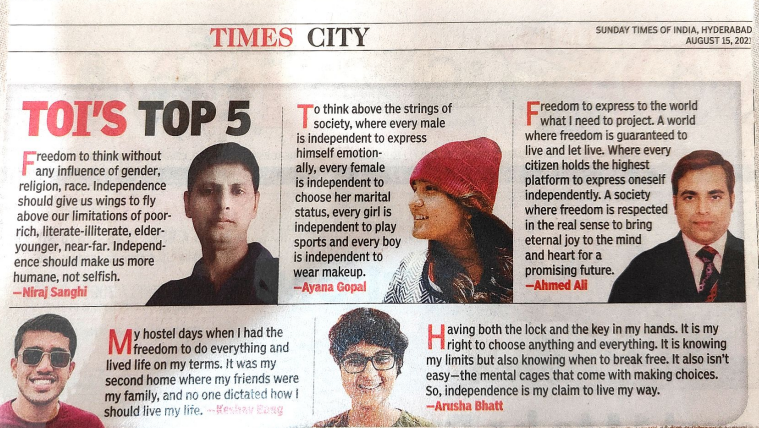 TIMES CITY
SUNDAY TIMES OF INDIA, HYDERABAD
AUGUST 15, 2021
TOI'S TOP 5
Freedom to think without
any influence of gender,
religion, race. Independence
should give us wings to fly
above our limitations of poor-
rich, literate-illiterate, elder-
younger, near-far. Independ-
ence should make us more
humane, not selfish.
—Niraj Sanghi
To think above the strings of
society, where every male
is independent to express
himself emotion-
ally, every female
is independent to
choose her marital
status, every girl is
independent to play
sports and every boy
is independent to
wear makeup.
—Ayana Gopal
Freedom to express to the world
what I need to project. A world
where freedom is guaranteed to
live and let live. Where every
citizen holds the highest
platform to express oneself
independently. A society
where freedom is respected
in the real sense to bring
eternal joy to the mind
and heart for a
promising future.
—Ahmed Ali
My hostel days when I had the
freedom to do everything and
lived life on my terms. It was my
second home where my friends were
my family, and no one dictated how I
should live my life. —Keshav Bang
Having both the lock and the key in my hands. It is my
right to choose anything and everything. It is knowing
my limits but also knowing when to break free. It also isn't
easy—the mental cages that come with making choices.
So, independence is my claim to live my way.
—Arusha Bhatt